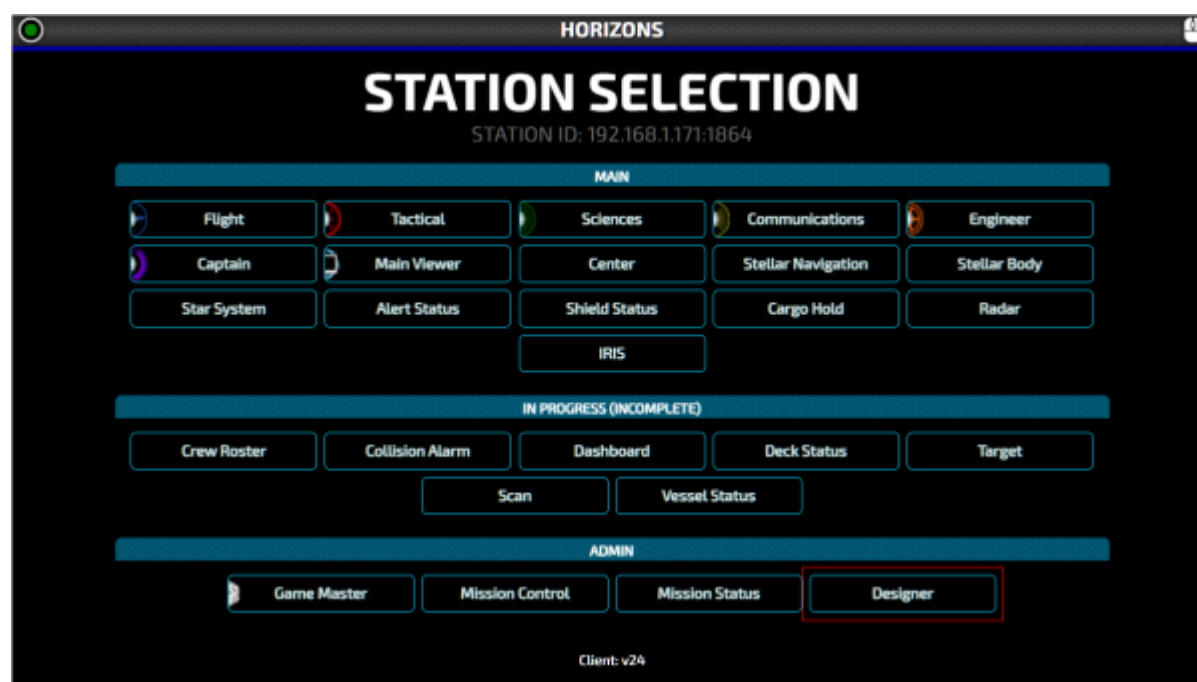 HORIZONS
STATION SELECTION
STATION ID: 192.168.1.171:1864
MAIN
Flight Tactical Sciences Communications Engineer
Captain Main Viewer Center Stellar Navigation Stellar Body
Star System Alert Status Shield Status Cargo Hold Radar
IRIS
IN PROGRESS (INCOMPLETE)
Crew Roster Collision Alarm Dashboard Deck Status Target
Scan Vessel Status
ADMIN
Game Master Mission Control Mission Status Designer
Client: v24